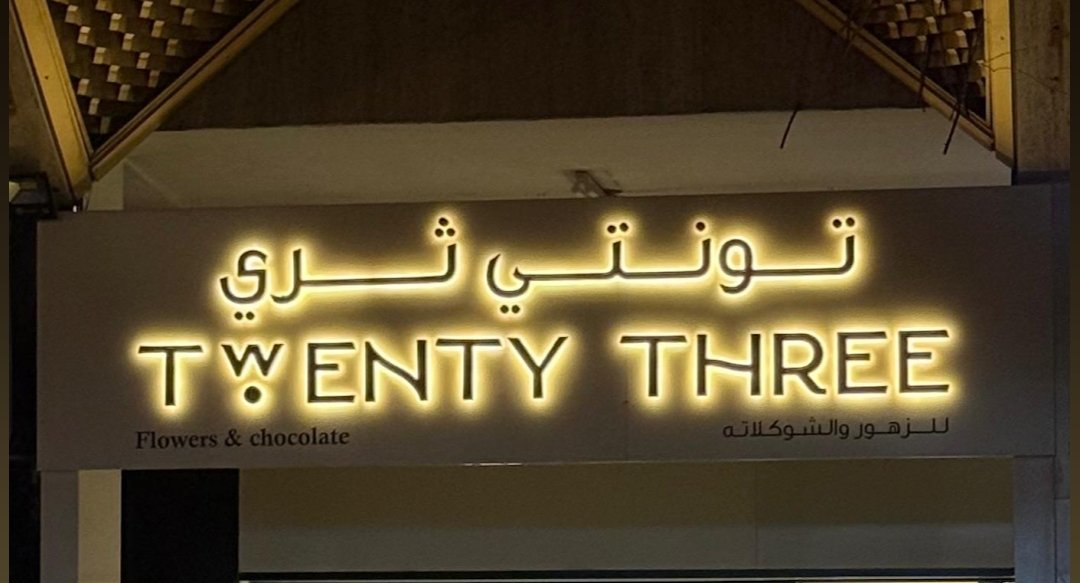 تونتي ثري
TWENTY THREE
Flowers & chocolate
للزهور والشوكلاته